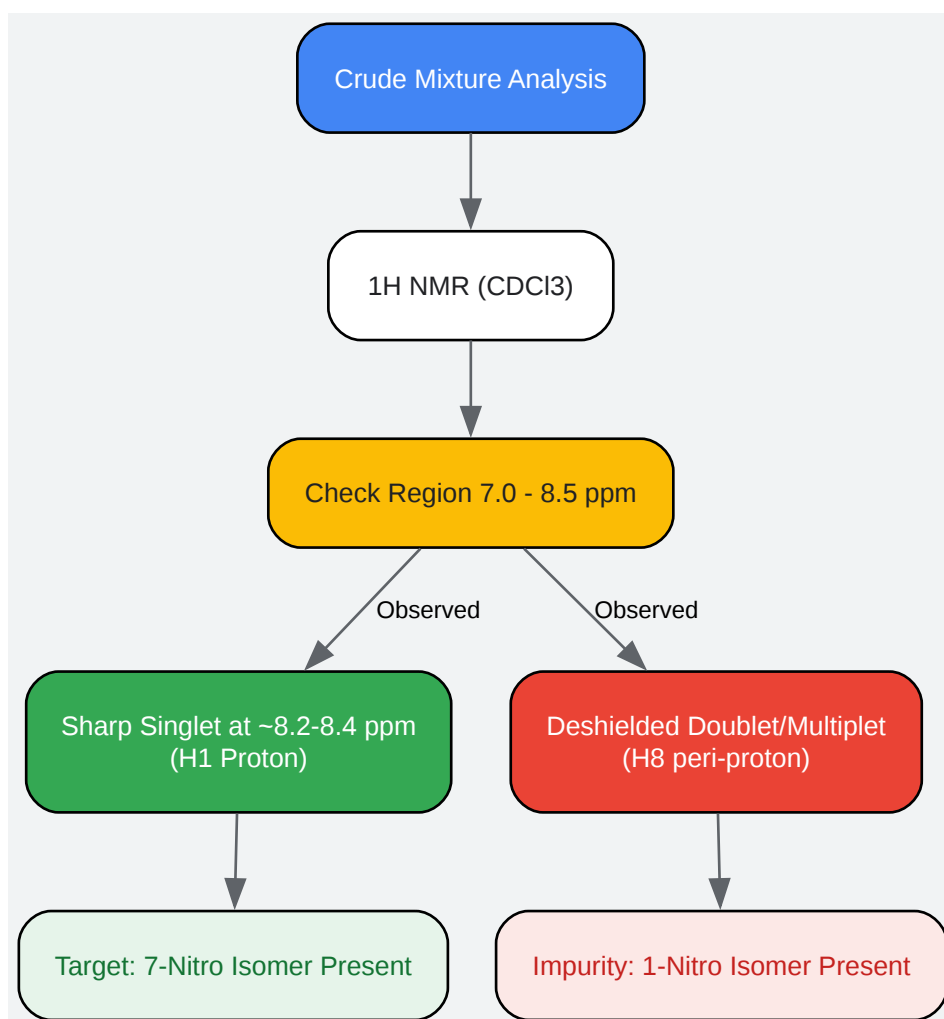 Crude Mixture Analysis
1H NMR (CDCl3)
Check Region 7.0 - 8.5 ppm
Observed
Observed
Sharp Singlet at ~8.2-8.4 ppm
(H1 Proton)
Deshielded Doublet/Multiplet
(H8 peri-proton)
Target: 7-Nitro Isomer Present
Impurity: 1-Nitro Isomer Present